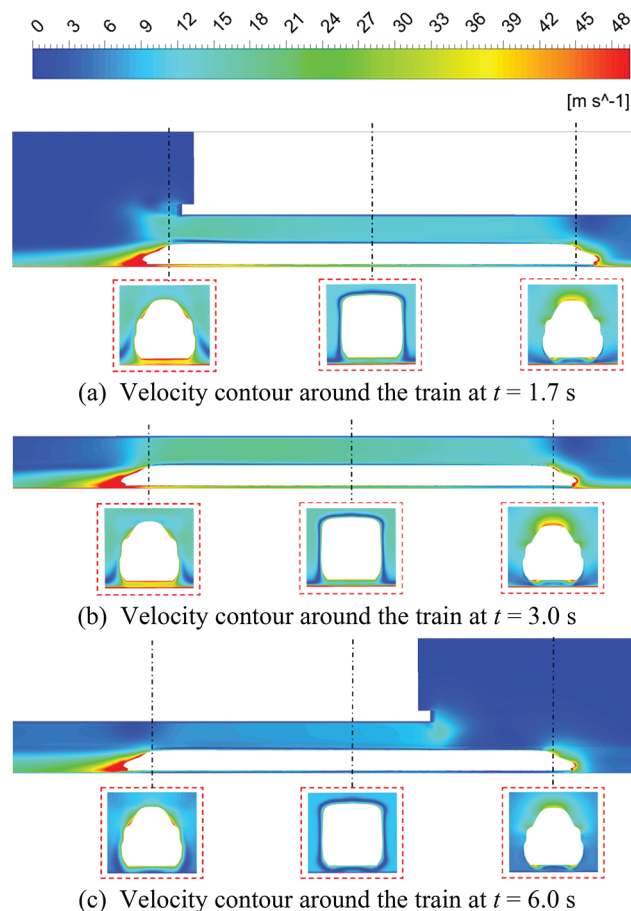 0 3 6 9 12 15 18 21 24 27 30 33 36 39 42 45 48
[m s^-1]
(a) Velocity contour around the train at t = 1.7 s
(b) Velocity contour around the train at t = 3.0 s
(c) Velocity contour around the train at t = 6.0 s